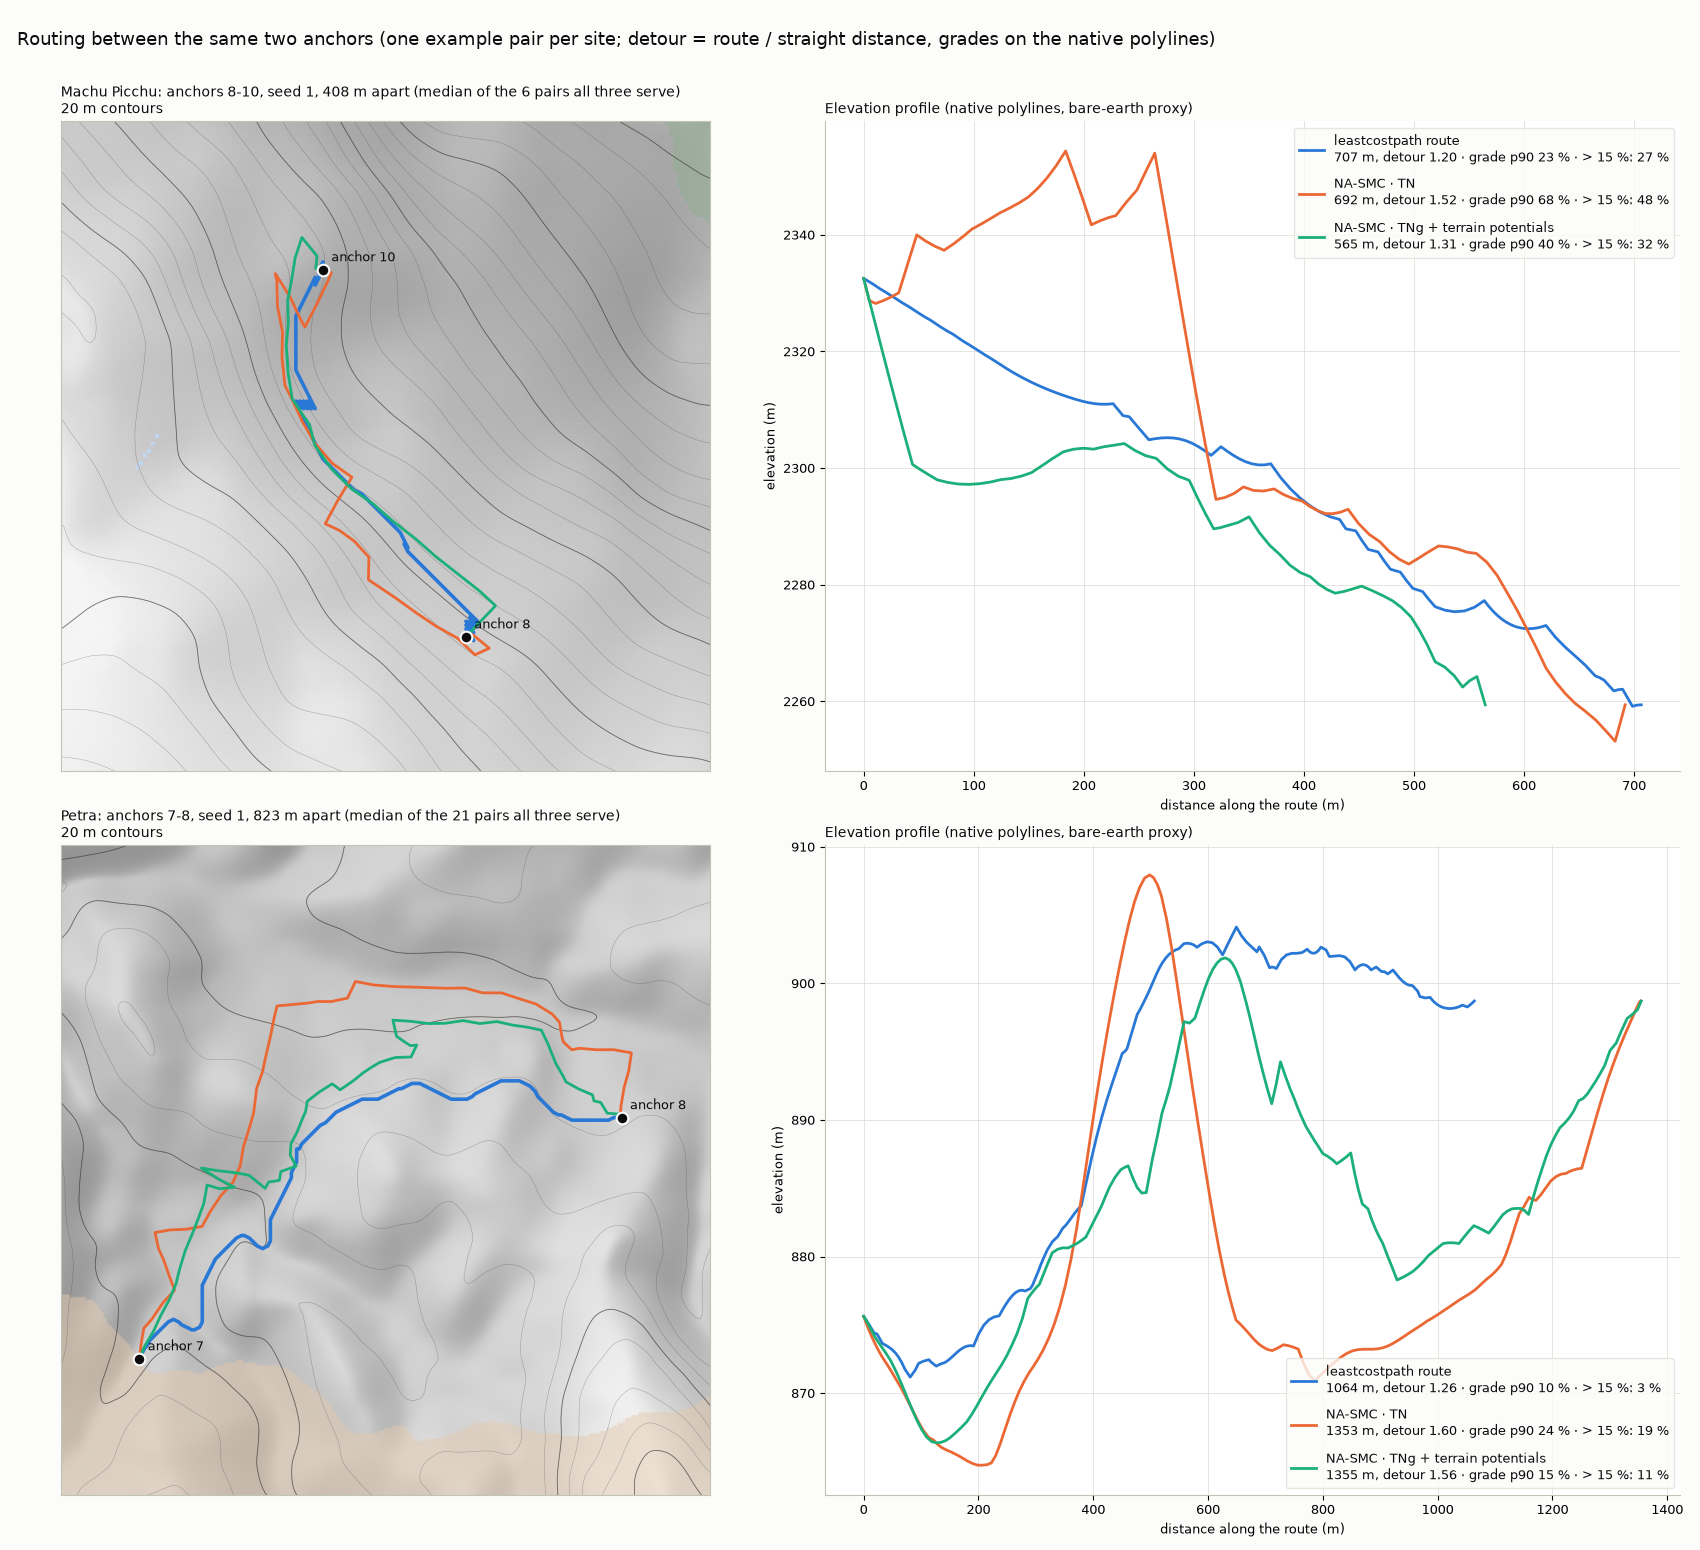 Routing between the same two anchors (one example pair per site; detour = route / straight distance, grades on the native polylines)
Machu Picchu: anchors 8-10, seed 1, 408 m apart (median of the 6 pairs all three serve)
20 m contours
anchor 10
anchor 8
Elevation profile (native polylines, bare-earth proxy)
leastcostpath route
707 m, detour 1.20 · grade p90 23 % · > 15 %: 27 %
NA-SMC · TN
692 m, detour 1.52 · grade p90 68 % · > 15 %: 48 %
NA-SMC · TNg + terrain potentials
565 m, detour 1.31 · grade p90 40 % · > 15 %: 32 %
elevation (m)
2340
2320
2300
2280
2260
0 100 200 300 400 500 600 700
distance along the route (m)
Petra: anchors 7-8, seed 1, 823 m apart (median of the 21 pairs all three serve)
20 m contours
anchor 8
anchor 7
Elevation profile (native polylines, bare-earth proxy)
elevation (m)
910
900
890
880
870
leastcostpath route
1064 m, detour 1.26 · grade p90 10 % · > 15 %: 3 %
NA-SMC · TN
1353 m, detour 1.60 · grade p90 24 % · > 15 %: 19 %
NA-SMC · TNg + terrain potentials
1355 m, detour 1.56 · grade p90 15 % · > 15 %: 11 %
0 200 400 600 800 1000 1200 1400
distance along the route (m)